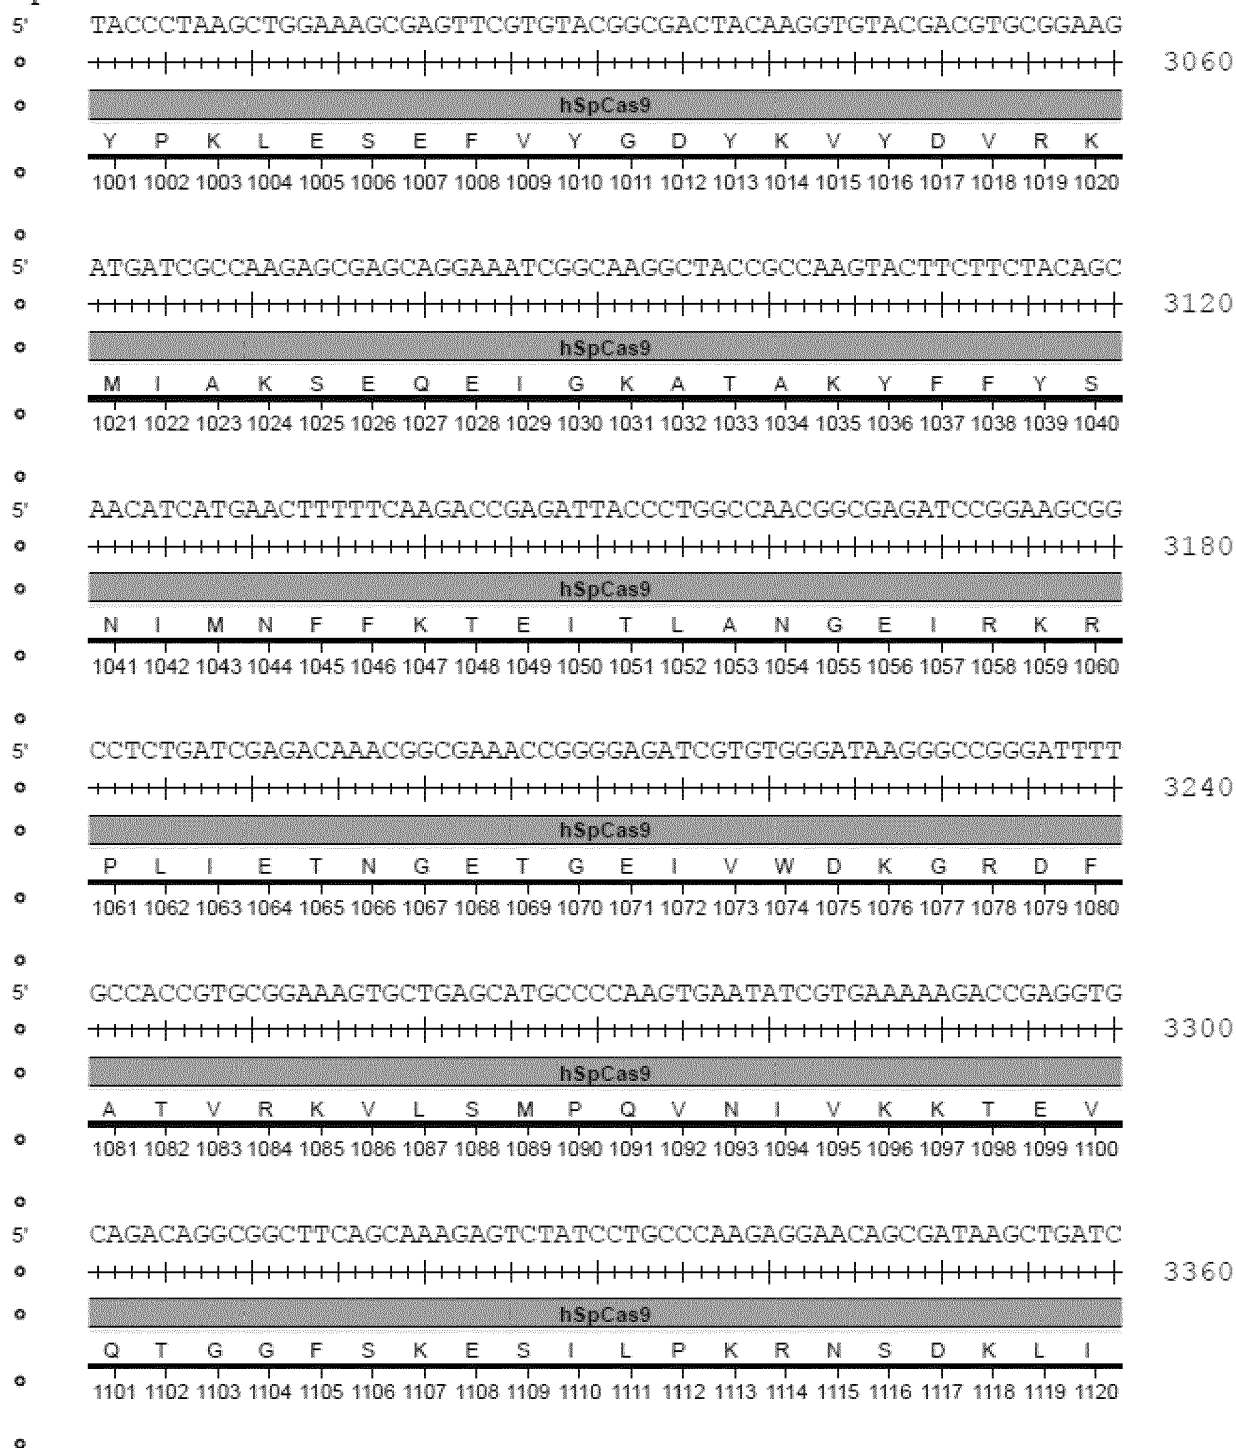 5' TACCCTAAGCTGGAAAGCGAGTTCGTGTACGGCGACTACAAGGTGTACGACGTGCGGAAG
3060
hSpCas9
Y P K L E S E F V Y G D Y K V Y D V R K
1001 1002 1003 1004 1005 1006 1007 1008 1009 1010 1011 1012 1013 1014 1015 1016 1017 1018 1019 1020
5' ATGATCGCCAAGAGCGAGCAGGAAATCGGCAAGGCTACCGCCAAGTACTTCTTCTACAGC
3120
hSpCas9
M I A K S E Q E I G K A T A K Y F F Y S
1021 1022 1023 1024 1025 1026 1027 1028 1029 1030 1031 1032 1033 1034 1035 1036 1037 1038 1039 1040
5' AACATCATGAACTTTTTCAAGACCGAGATTACCCTGGCCAACGGCGAGATCCGGAAGCGG
3180
hSpCas9
N I M N F F K T E I T L A N G E I R K R
1041 1042 1043 1044 1045 1046 1047 1048 1049 1050 1051 1052 1053 1054 1055 1056 1057 1058 1059 1060
5' CCTCTGATCGAGACAAACGGCGAAACCGGGGAGATCGTGTGGGATAAGGGCCGGGATTTT
3240
hSpCas9
P L I E T N G E T G E I V W D K G R D F
1061 1062 1063 1064 1065 1066 1067 1068 1069 1070 1071 1072 1073 1074 1075 1076 1077 1078 1079 1080
5' GCCACCGTGCGGAAAGTGCTGAGCATGCCCCAAGTGAATATCGTGAAAAAGACCGAGGTG
3300
hSpCas9
A T V R K V L S M P Q V N I V K K T E V
1081 1082 1083 1084 1085 1086 1087 1088 1089 1090 1091 1092 1093 1094 1095 1096 1097 1098 1099 1100
5' CAGACAGGCGGCTTCAGCAAAGAGTCTATCCTGCCCAAGAGGAACAGCGATAAGCTGATC
3360
hSpCas9
Q T G G F S K E S I L P K R N S D K L I
1101 1102 1103 1104 1105 1106 1107 1108 1109 1110 1111 1112 1113 1114 1115 1116 1117 1118 1119 1120